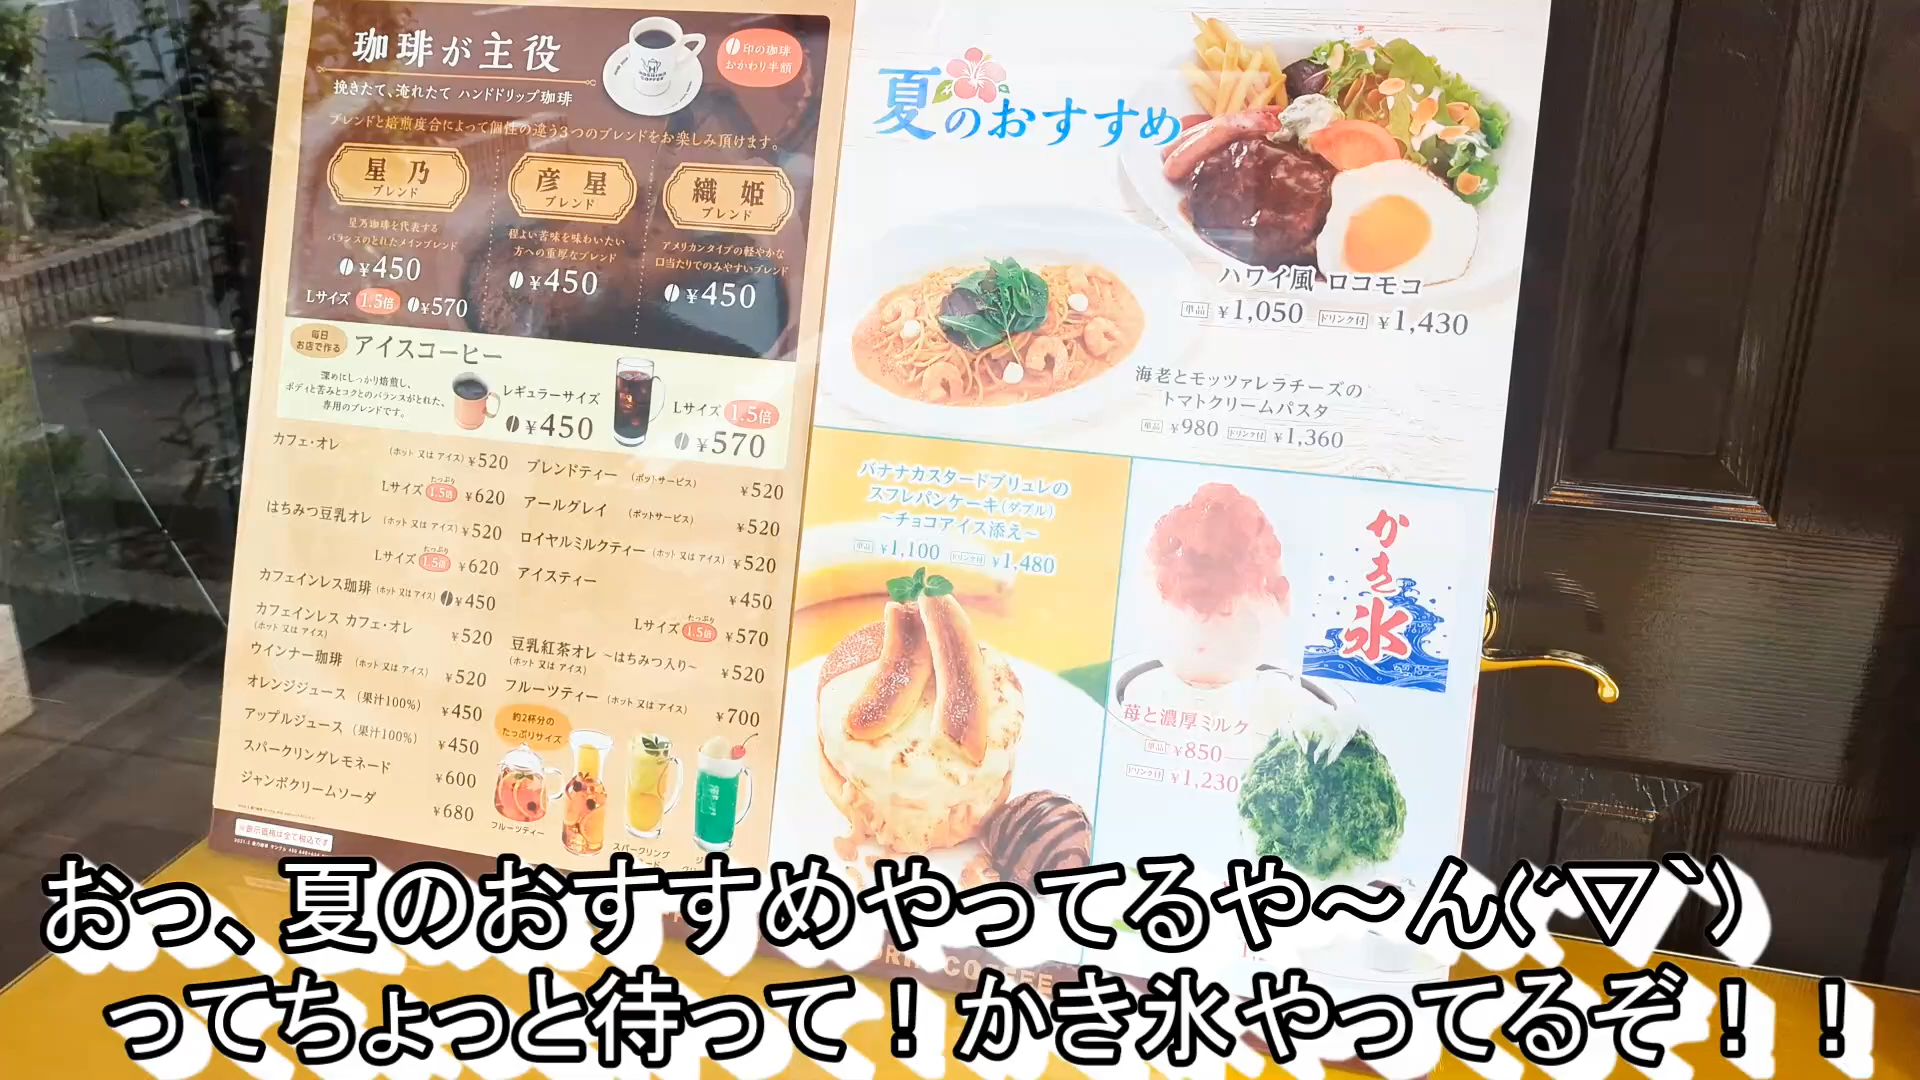 珈琲が主役
挽きたて、淹れたて ハンドドリップ珈琲
印の珈琲
おかわり半額
ブレンドと焙煎度合によって個性の違う3つのブレンドをお楽しみ頂けます。
星乃
ブレンド
星乃珈琲を代表する
バランスのとれたメインブレンド
¥450
Lサイズ 1.5倍 ¥570
彦星
ブレンド
程よい苦味を味わいたい
方への重厚なブレンド
¥450
織姫
ブレンド
アメリカンタイプの軽やかな
口当たりでのみやすいブレンド
¥450
毎日
お店で作る
アイスコーヒー
深めにしっかり焙煎し、
ボディと苦みとコクとのバランスがとれた、
専用のブレンドです。
レギュラーサイズ
¥450
Lサイズ 1.5倍
¥570
カフェ・オレ (ホット 又は アイス) ¥520
Lサイズ たっぷり 1.5倍 ¥620
はちみつ豆乳オレ (ホット 又は アイス) ¥520
Lサイズ たっぷり 1.5倍 ¥620
カフェインレス珈琲 (ホット 又は アイス) ¥450
カフェインレス カフェ・オレ ¥520
(ホット 又は アイス)
ウインナー珈琲 (ホット 又は アイス) ¥520
オレンジジュース (果汁100%) ¥450
アップルジュース (果汁100%) ¥450
スパークリングレモネード ¥600
ジャンボクリームソーダ ¥680
ブレンドティー (ポットサービス) ¥520
アールグレイ (ポットサービス) ¥520
ロイヤルミルクティー (ホット 又は アイス) ¥520
アイスティー ¥450
Lサイズ たっぷり 1.5倍 ¥570
豆乳紅茶オレ ~はちみつ入り~ ¥520
(ホット 又は アイス)
フルーツティー (ホット 又は アイス) ¥700
約2杯分の
たっぷりサイズ
フルーツティー
スパークリング
※表示価格は全て税込です
夏のおすすめ
ハワイ風 ロコモコ
単品 ¥1,050 ドリンク付 ¥1,430
海老とモッツァレラチーズの
トマトクリームパスタ
単品 ¥980 ドリンク付 ¥1,360
バナナカスタードブリュレの
スフレパンケーキ(ダブル)
~チョコアイス添え~
単品 ¥1,100 ドリンク付 ¥1,480
かき氷
苺と濃厚ミルク
単品 ¥850
ドリンク付 ¥1,230
COFFEE
おっ、夏のおすすめやってるや～ん(´▽`)
ってちょっと待って！かき氷やってるぞ！！